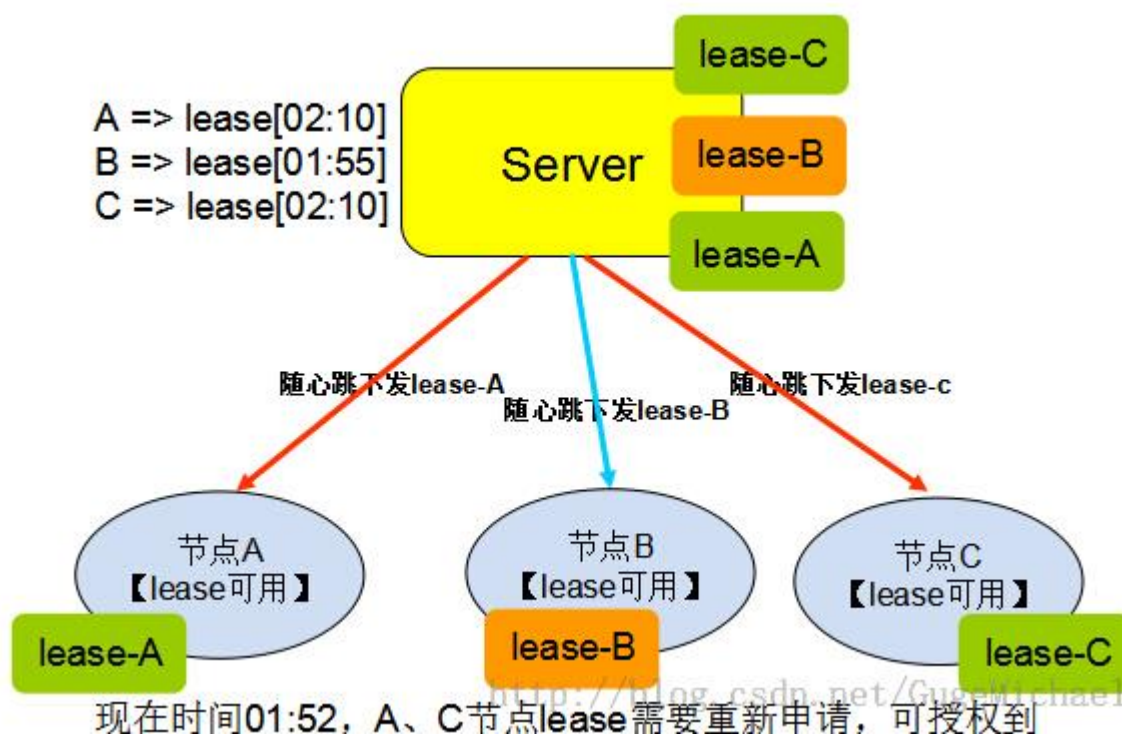 lease-C
A => lease[02:10]
B => lease[01:55]
C => lease[02:10]
Server
lease-B
lease-A
随心跳下发lease-A
随心跳下发lease-B
随心跳下发lease-c
节点A
【lease可用】
节点B
【lease可用】
节点C
【lease可用】
lease-A
lease-B
lease-C
http://blog.csdn.net/GugeMichael
现在时间01:52，A、C节点lease需要重新申请，可授权到